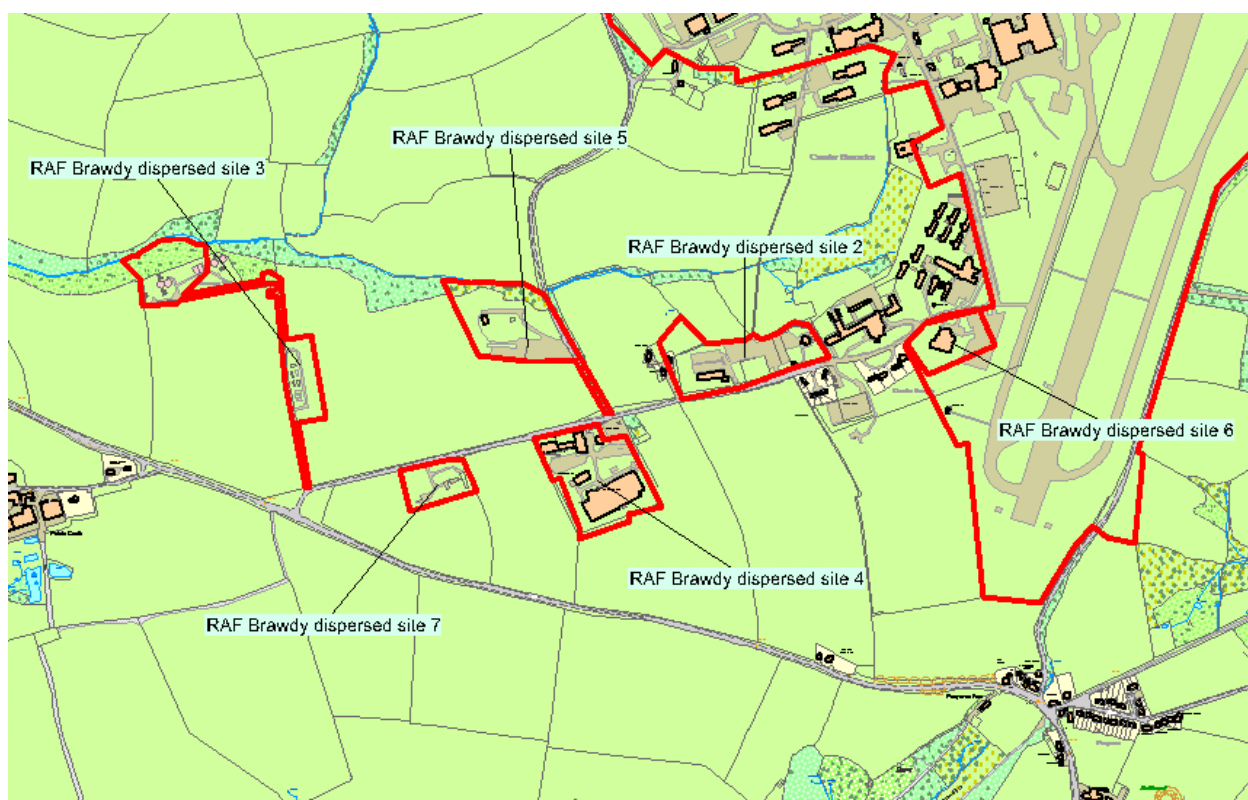 RAF Brawdy dispersed site 5
RAF Brawdy dispersed site 3
RAF Brawdy dispersed site 2
RAF Brawdy dispersed site 6
RAF Brawdy dispersed site 4
RAF Brawdy dispersed site 7